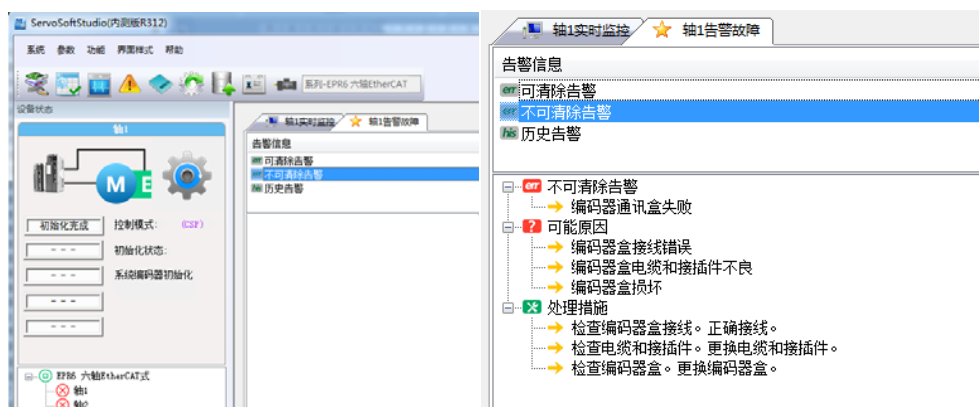 ServoSoftStudio(内测版R312)
系统 参数 功能 界面样式 帮助
系列-EPR6 六轴EtherCAT
设备状态
轴1
M E
初始化完成 控制模式: (CSP)
--- 初始化状态:
--- 系统编码器初始化
---
---
EPR6 六轴EtherCAT式
轴1
轴2
轴1实时监控 轴1告警故障
告警信息
err 可清除告警
err 不可清除告警
his 历史告警
轴1实时监控 轴1告警故障
告警信息
err 可清除告警
err 不可清除告警
his 历史告警
err 不可清除告警
编码器通讯盒失败
? 可能原因
编码器盒接线错误
编码器盒电缆和接插件不良
编码器盒损坏
处理措施
检查编码器盒接线。正确接线。
检查电缆和接插件。更换电缆和接插件。
检查编码器盒。更换编码器盒。